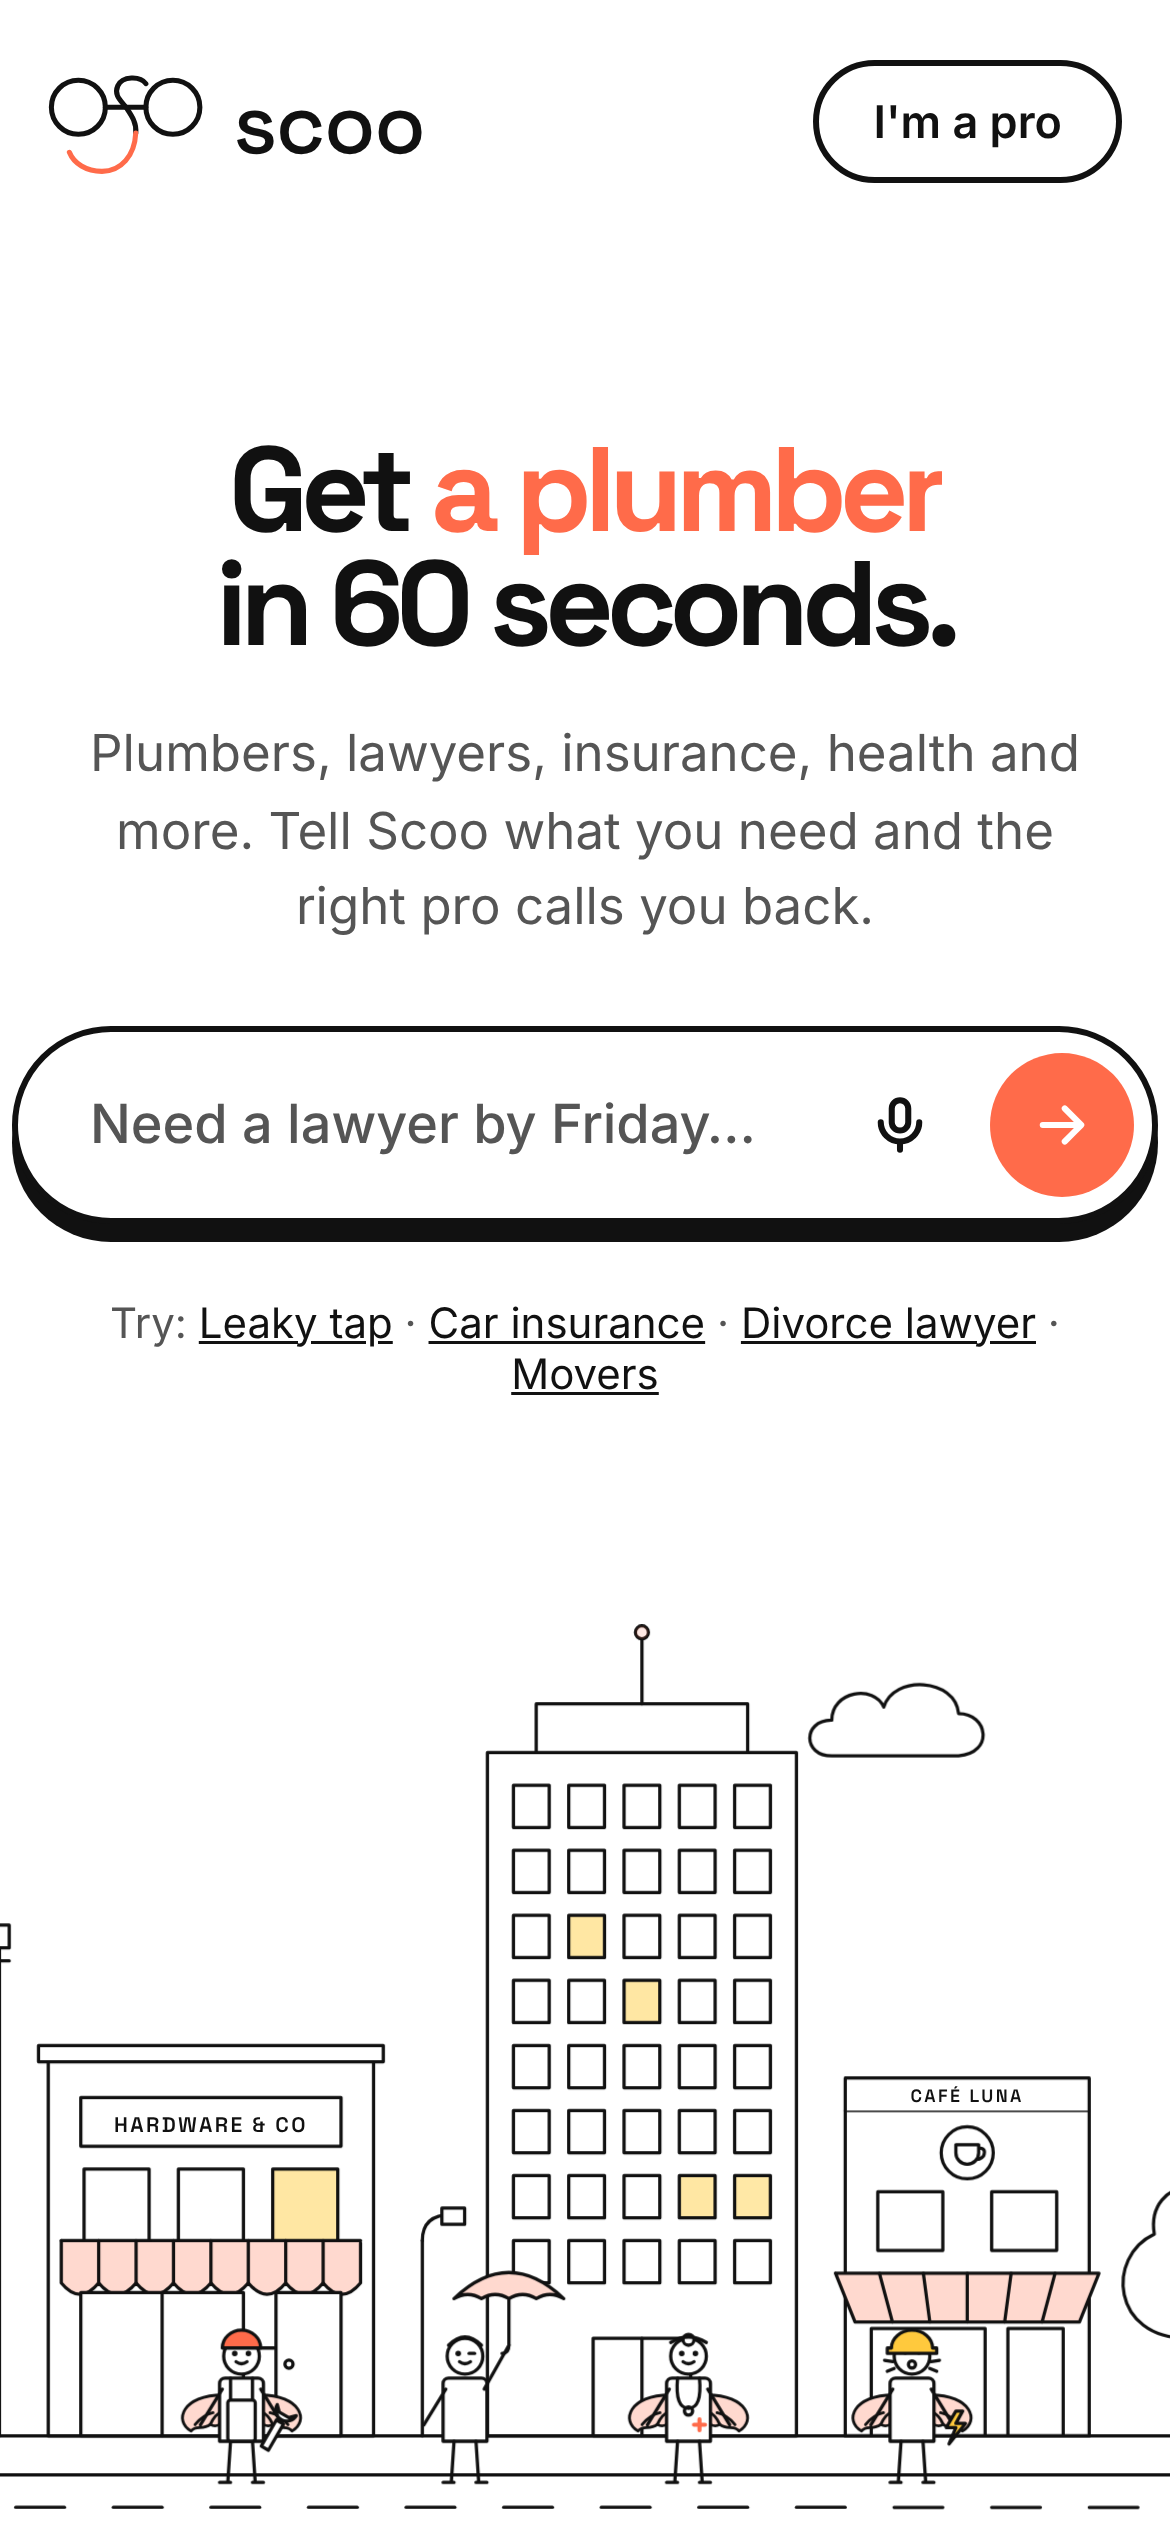 scoo
I'm a pro
Get a plumber
in 60 seconds.
Plumbers, lawyers, insurance, health and
more. Tell Scoo what you need and the
right pro calls you back.
Need a lawyer by Friday...
Try: Leaky tap · Car insurance · Divorce lawyer ·
Movers
HARDWARE & CO
CAFÉ LUNA